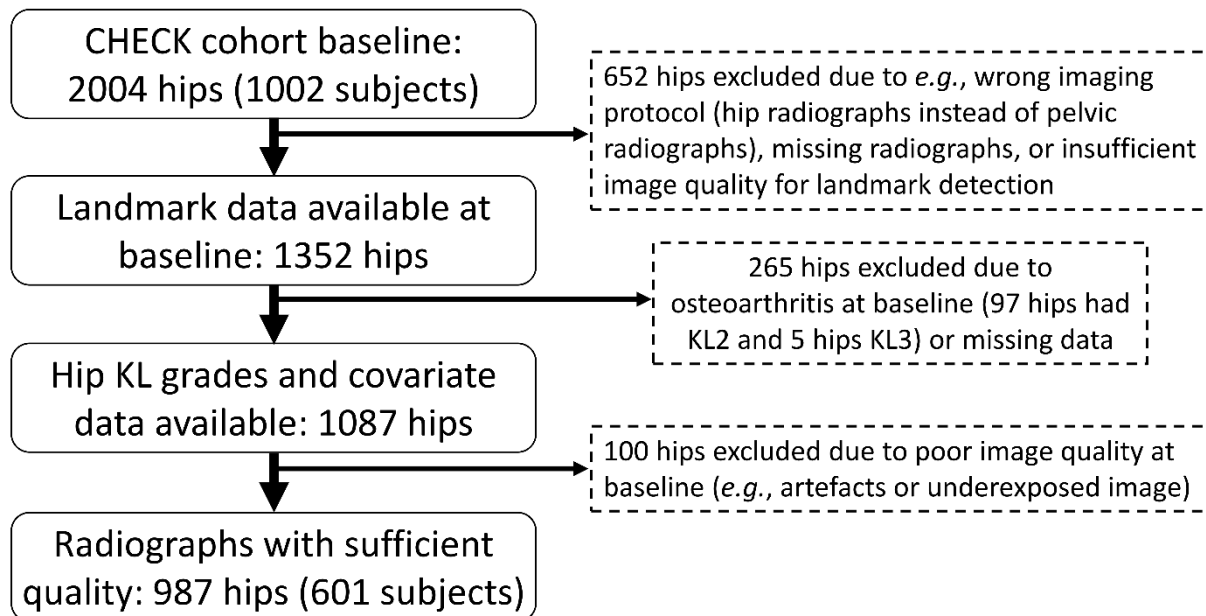 CHECK cohort baseline:
2004 hips (1002 subjects)
652 hips excluded due to e.g., wrong imaging
protocol (hip radiographs instead of pelvic
radiographs), missing radiographs, or insufficient
image quality for landmark detection
Landmark data available at
baseline: 1352 hips
265 hips excluded due to
osteoarthritis at baseline (97 hips had
KL2 and 5 hips KL3) or missing data
Hip KL grades and covariate
data available: 1087 hips
100 hips excluded due to poor image quality at
baseline (e.g., artefacts or underexposed image)
Radiographs with sufficient
quality: 987 hips (601 subjects)